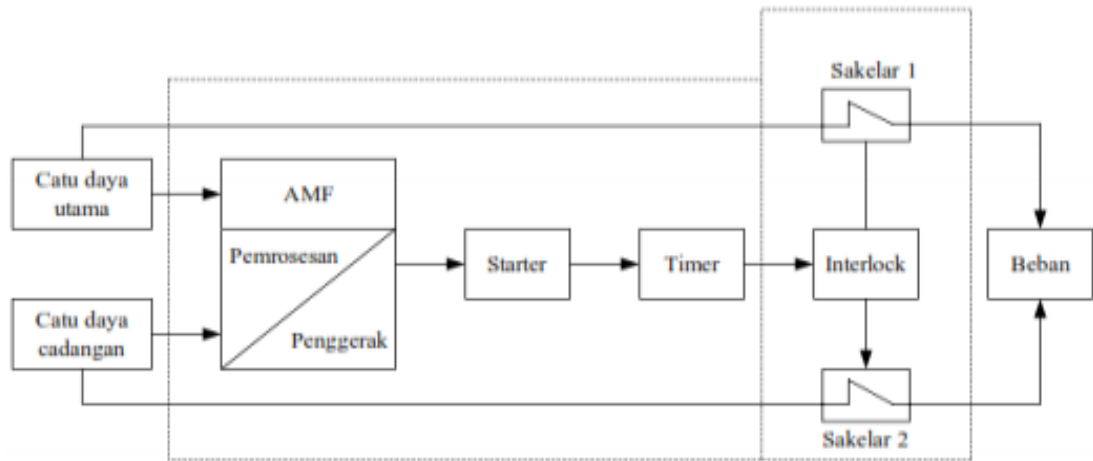 Sakelar 1
Catu daya
utama
AMF
Pemrosesan
Penggerak
Starter
Timer
Interlock
Beban
Catu daya
cadangan
Sakelar 2